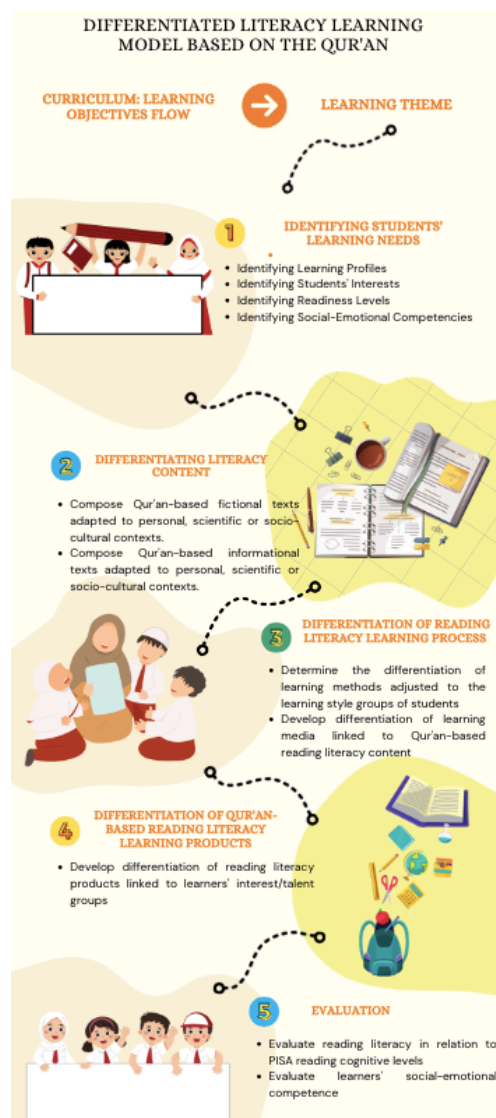 DIFFERENTIATED LITERACY LEARNING
MODEL BASED ON THE QUR'AN
CURRICULUM: LEARNING
OBJECTIVES FLOW
LEARNING THEME
1
IDENTIFYING STUDENTS'
LEARNING NEEDS
• Identifying Learning Profiles
• Identifying Students' Interests
• Identifying Readiness Levels
• Identifying Social-Emotional Competencies
2
DIFFERENTIATING LITERACY
CONTENT
• Compose Qur'an-based fictional texts
adapted to personal, scientific or socio-
cultural contexts.
• Compose Qur'an-based informational
texts adapted to personal, scientific or
socio-cultural contexts.
3
DIFFERENTIATION OF READING
LITERACY LEARNING PROCESS
• Determine the differentiation of
learning methods adjusted to the
learning style groups of students
• Develop differentiation of learning
media linked to Qur'an-based
reading literacy content
4
DIFFERENTIATION OF QUR'AN-
BASED READING LITERACY
LEARNING PRODUCTS
• Develop differentiation of reading literacy
products linked to learners' interest/talent
groups
5
EVALUATION
• Evaluate reading literacy in relation to
PISA reading cognitive levels
• Evaluate learners' social-emotional
competence